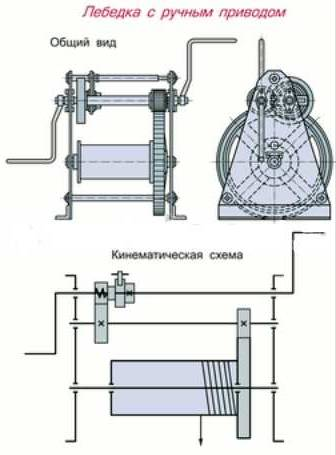 Лебедка с ручным приводом
Общий вид
Кинематическая схема